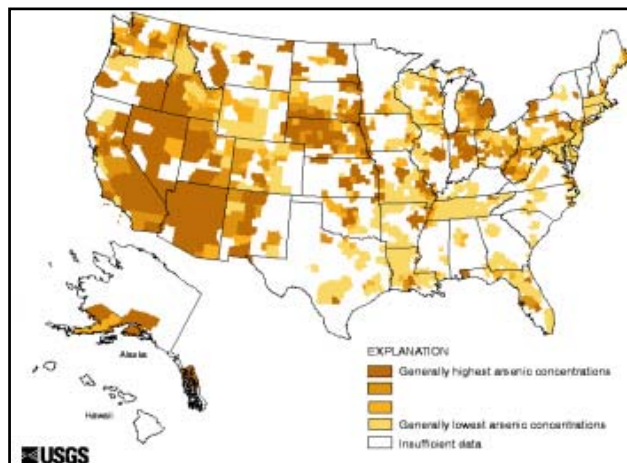 Alaska
Hawaii
EXPLANATION
Generally highest arsenic concentrations
Generally lowest arsenic concentrations
Insufficient data
USGS